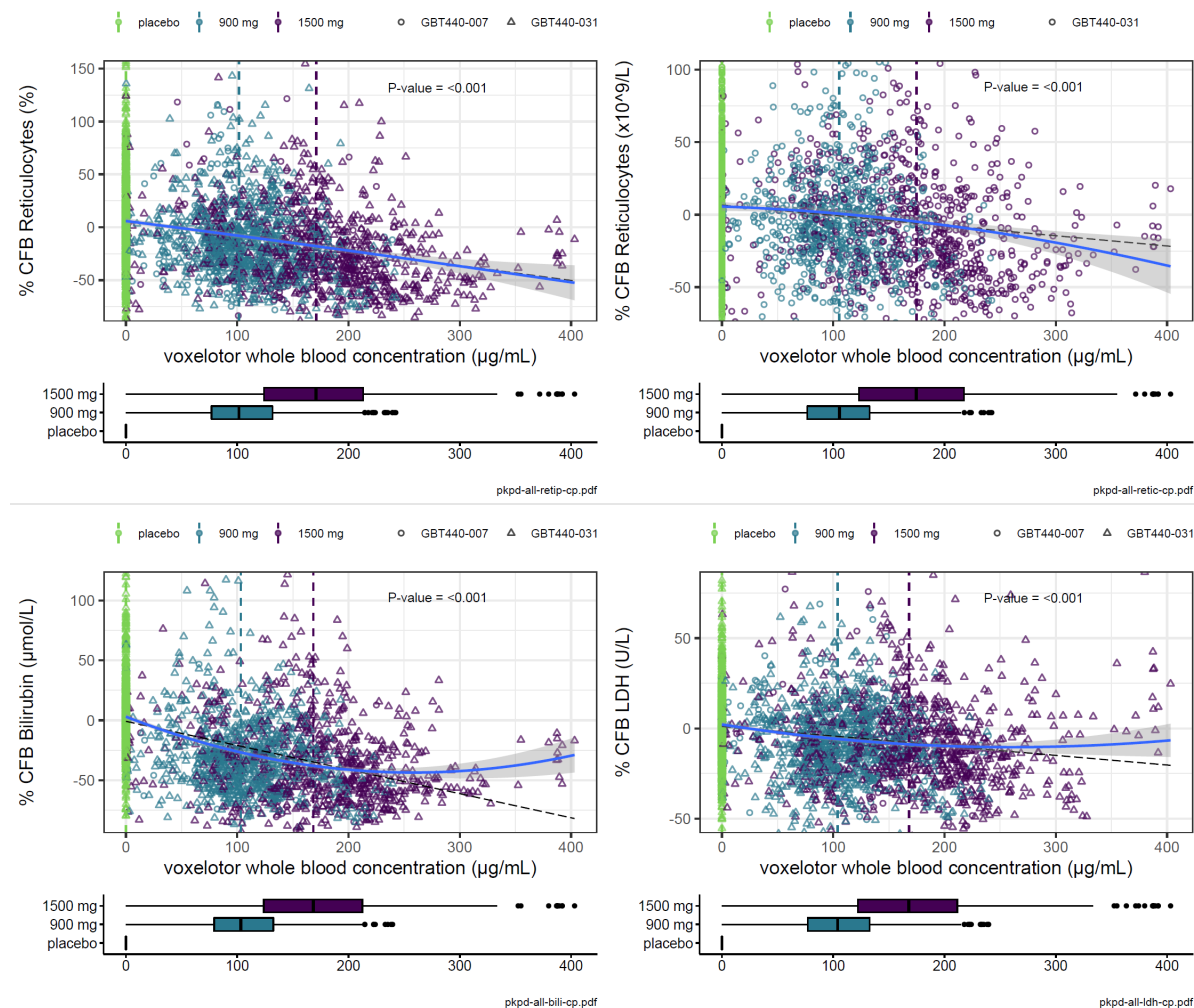 placebo 900 mg 1500 mg GBT440-007 GBT440-031
% CFB Reticulocytes (%)
150
100
50
0
-50
P-value = <0.001
0 100 200 300 400
voxelotor whole blood concentration (µg/mL)
1500 mg
900 mg
placebo
0 100 200 300 400
pkpd-all-retip-cp.pdf
placebo 900 mg 1500 mg GBT440-031
% CFB Reticulocytes (x10^9/L)
100
50
0
-50
P-value = <0.001
0 100 200 300 400
voxelotor whole blood concentration (µg/mL)
1500 mg
900 mg
placebo
0 100 200 300 400
pkpd-all-retic-cp.pdf
placebo 900 mg 1500 mg GBT440-007 GBT440-031
% CFB Bilirubin (µmol/L)
100
50
0
-50
P-value = <0.001
0 100 200 300 400
voxelotor whole blood concentration (µg/mL)
1500 mg
900 mg
placebo
0 100 200 300 400
pkpd-all-bili-cp.pdf
placebo 900 mg 1500 mg GBT440-007 GBT440-031
% CFB LDH (U/L)
50
0
-50
P-value = <0.001
0 100 200 300 400
voxelotor whole blood concentration (µg/mL)
1500 mg
900 mg
placebo
0 100 200 300 400
pkpd-all-ldh-cp.pdf